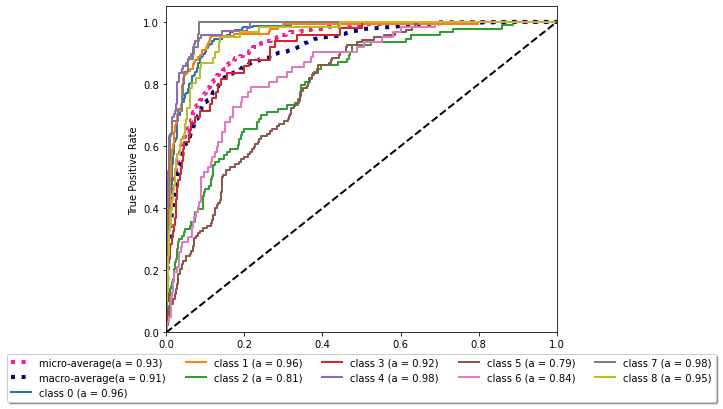 1.0
0.8
0.6
0.4
0.2
0.0
True Positive Rate
0.0 0.2 0.4 0.6 0.8 1.0
micro-average(a = 0.93) class 1 (a = 0.96) class 3 (a = 0.92) class 5 (a = 0.79) class 7 (a = 0.98)
macro-average(a = 0.91) class 2 (a = 0.81) class 4 (a = 0.98) class 6 (a = 0.84) class 8 (a = 0.95)
class 0 (a = 0.96)